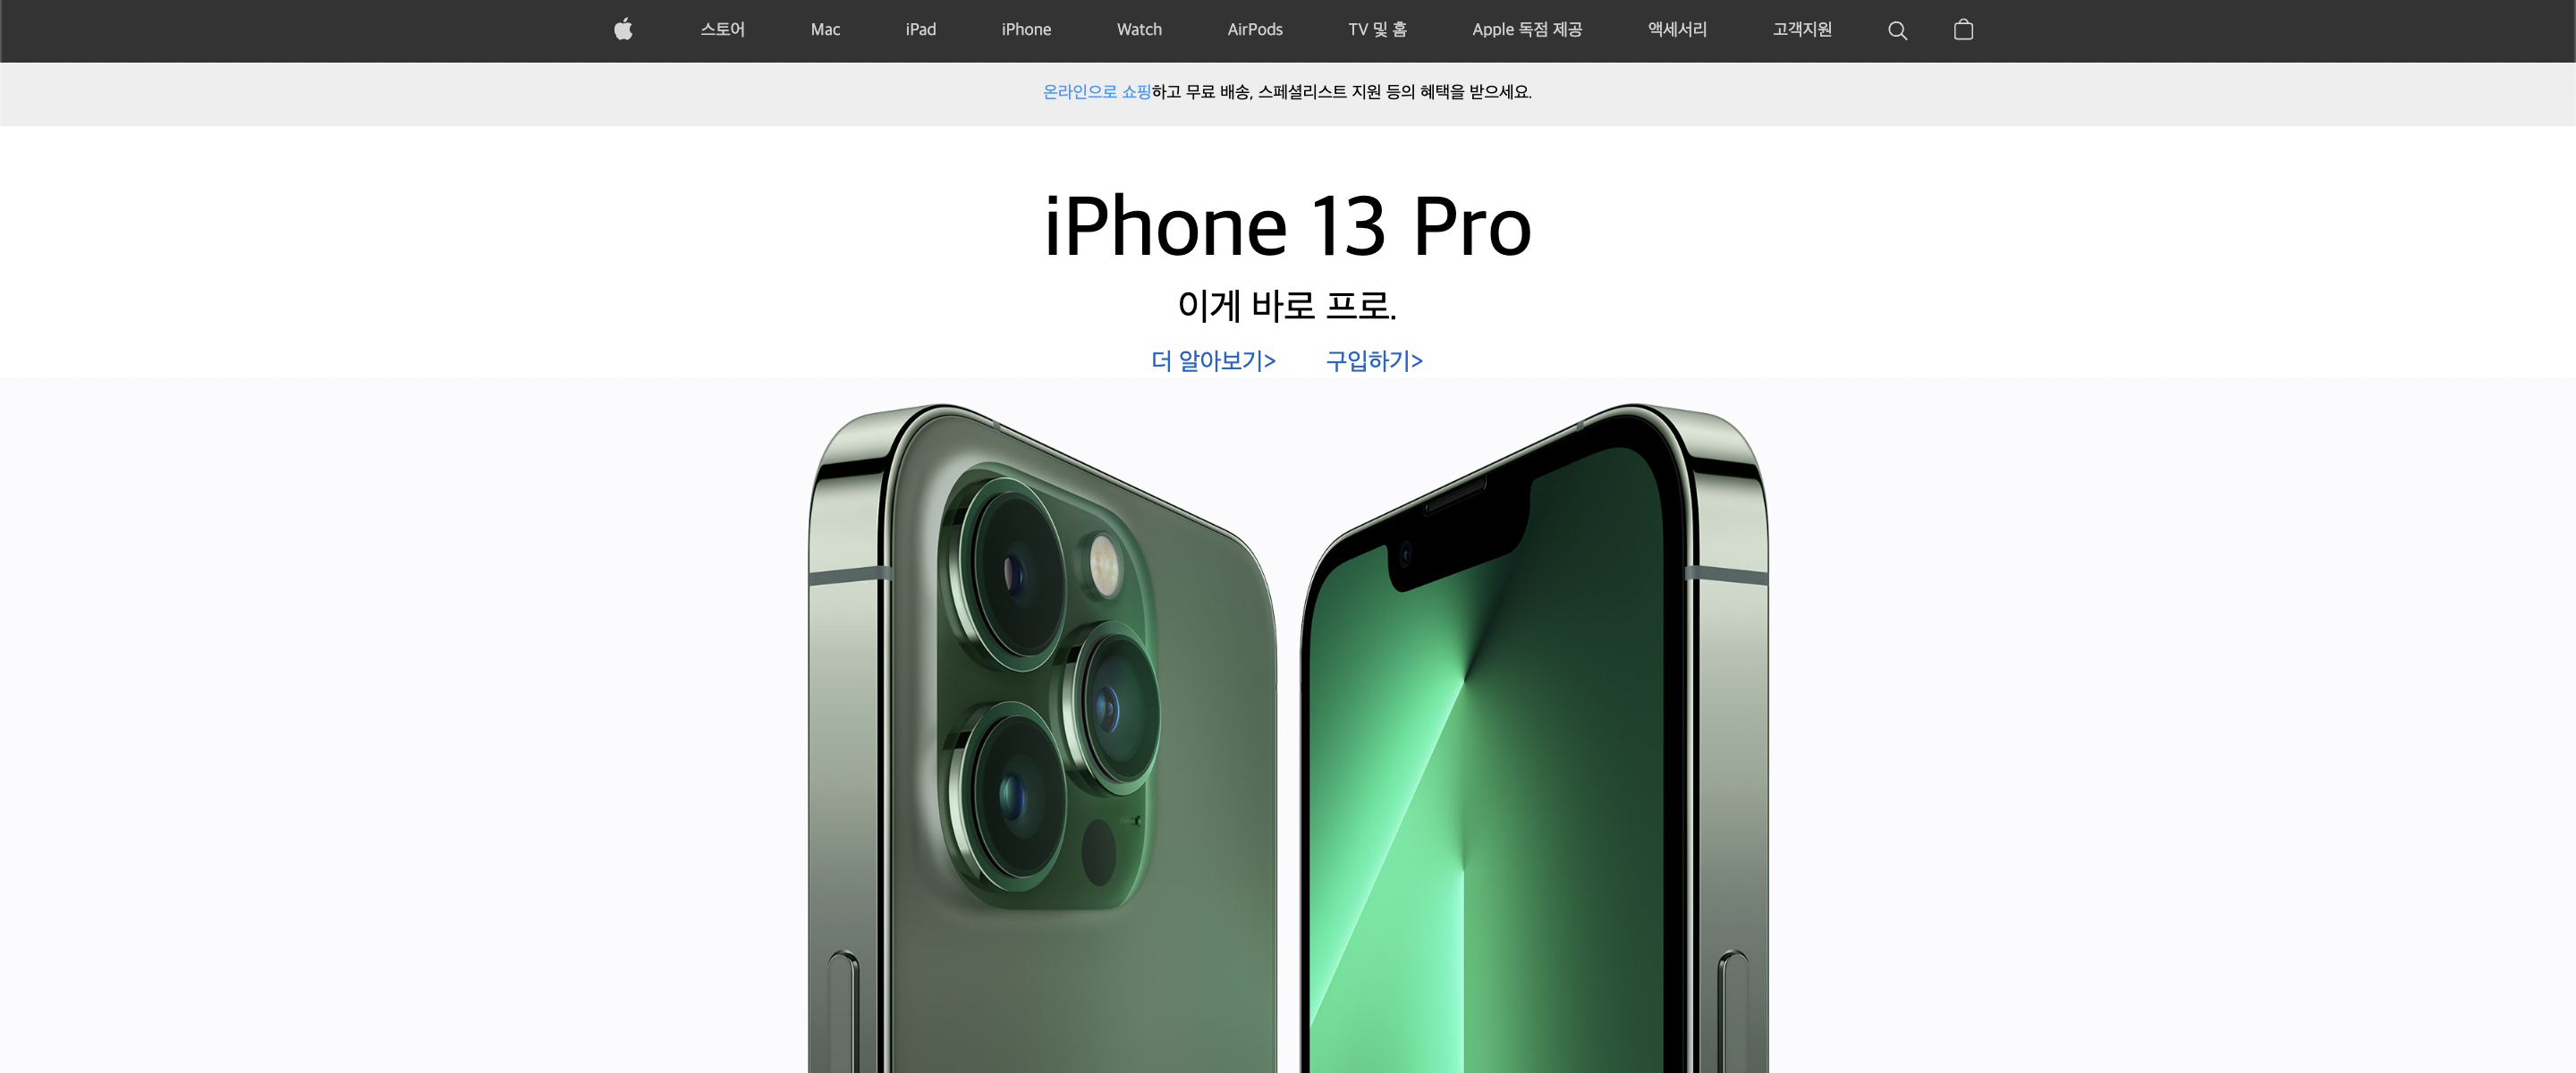 스토어 Mac iPad iPhone Watch AirPods TV 및 홈 Apple 독점 제공 액세서리 고객지원
온라인으로 쇼핑하고 무료 배송, 스페셜리스트 지원 등의 혜택을 받으세요.
iPhone 13 Pro
이게 바로 프로.
더 알아보기> 구입하기>